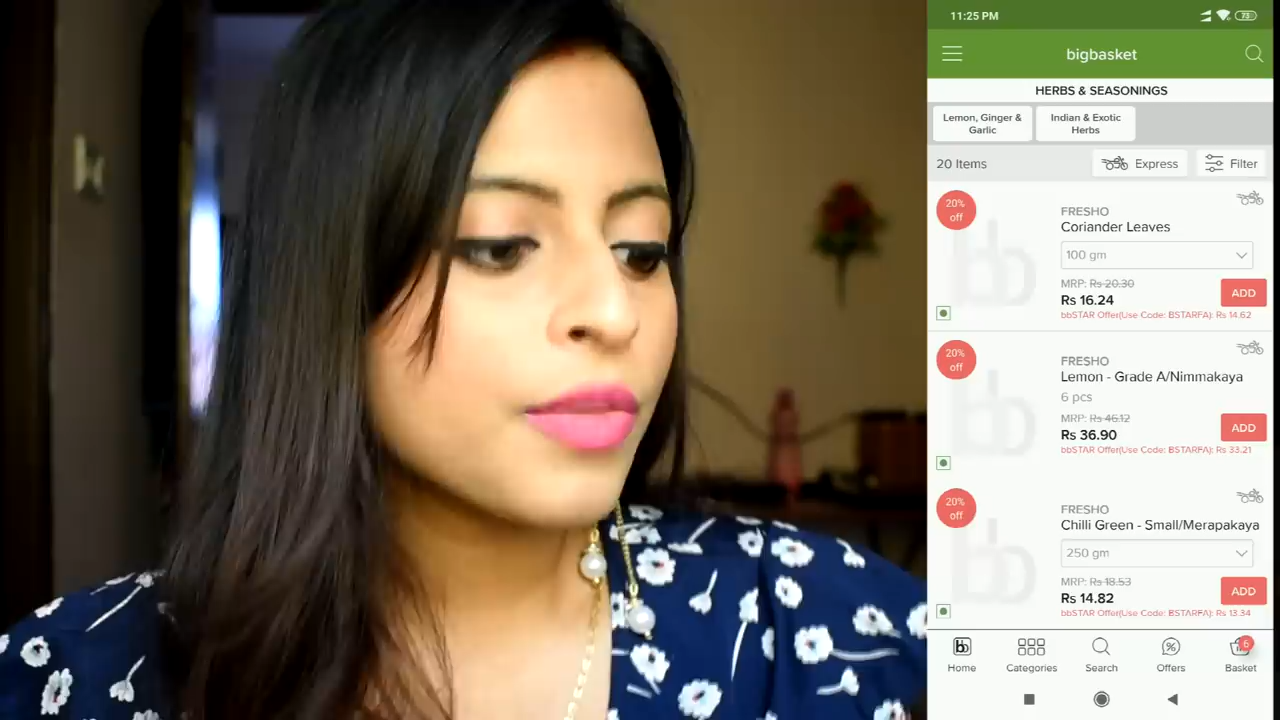 11:25 PM
73
bigbasket
HERBS & SEASONINGS
Lemon, Ginger &
Garlic
Indian & Exotic
Herbs
20 Items
Express
Filter
20%
off
FRESHO
Coriander Leaves
100 gm
MRP: Rs 20.30
Rs 16.24
ADD
bbSTAR Offer(Use Code: BSTARFA): Rs 14.62
20%
off
FRESHO
Lemon - Grade A/Nimmakaya
6 pcs
MRP: Rs 46.12
Rs 36.90
ADD
bbSTAR Offer(Use Code: BSTARFA): Rs 33.21
20%
off
FRESHO
Chilli Green - Small/Merapakaya
250 gm
MRP: Rs 18.53
Rs 14.82
ADD
bbSTAR Offer(Use Code: BSTARFA): Rs 13.34
bb
6
Home
Categories
Search
Offers
Basket